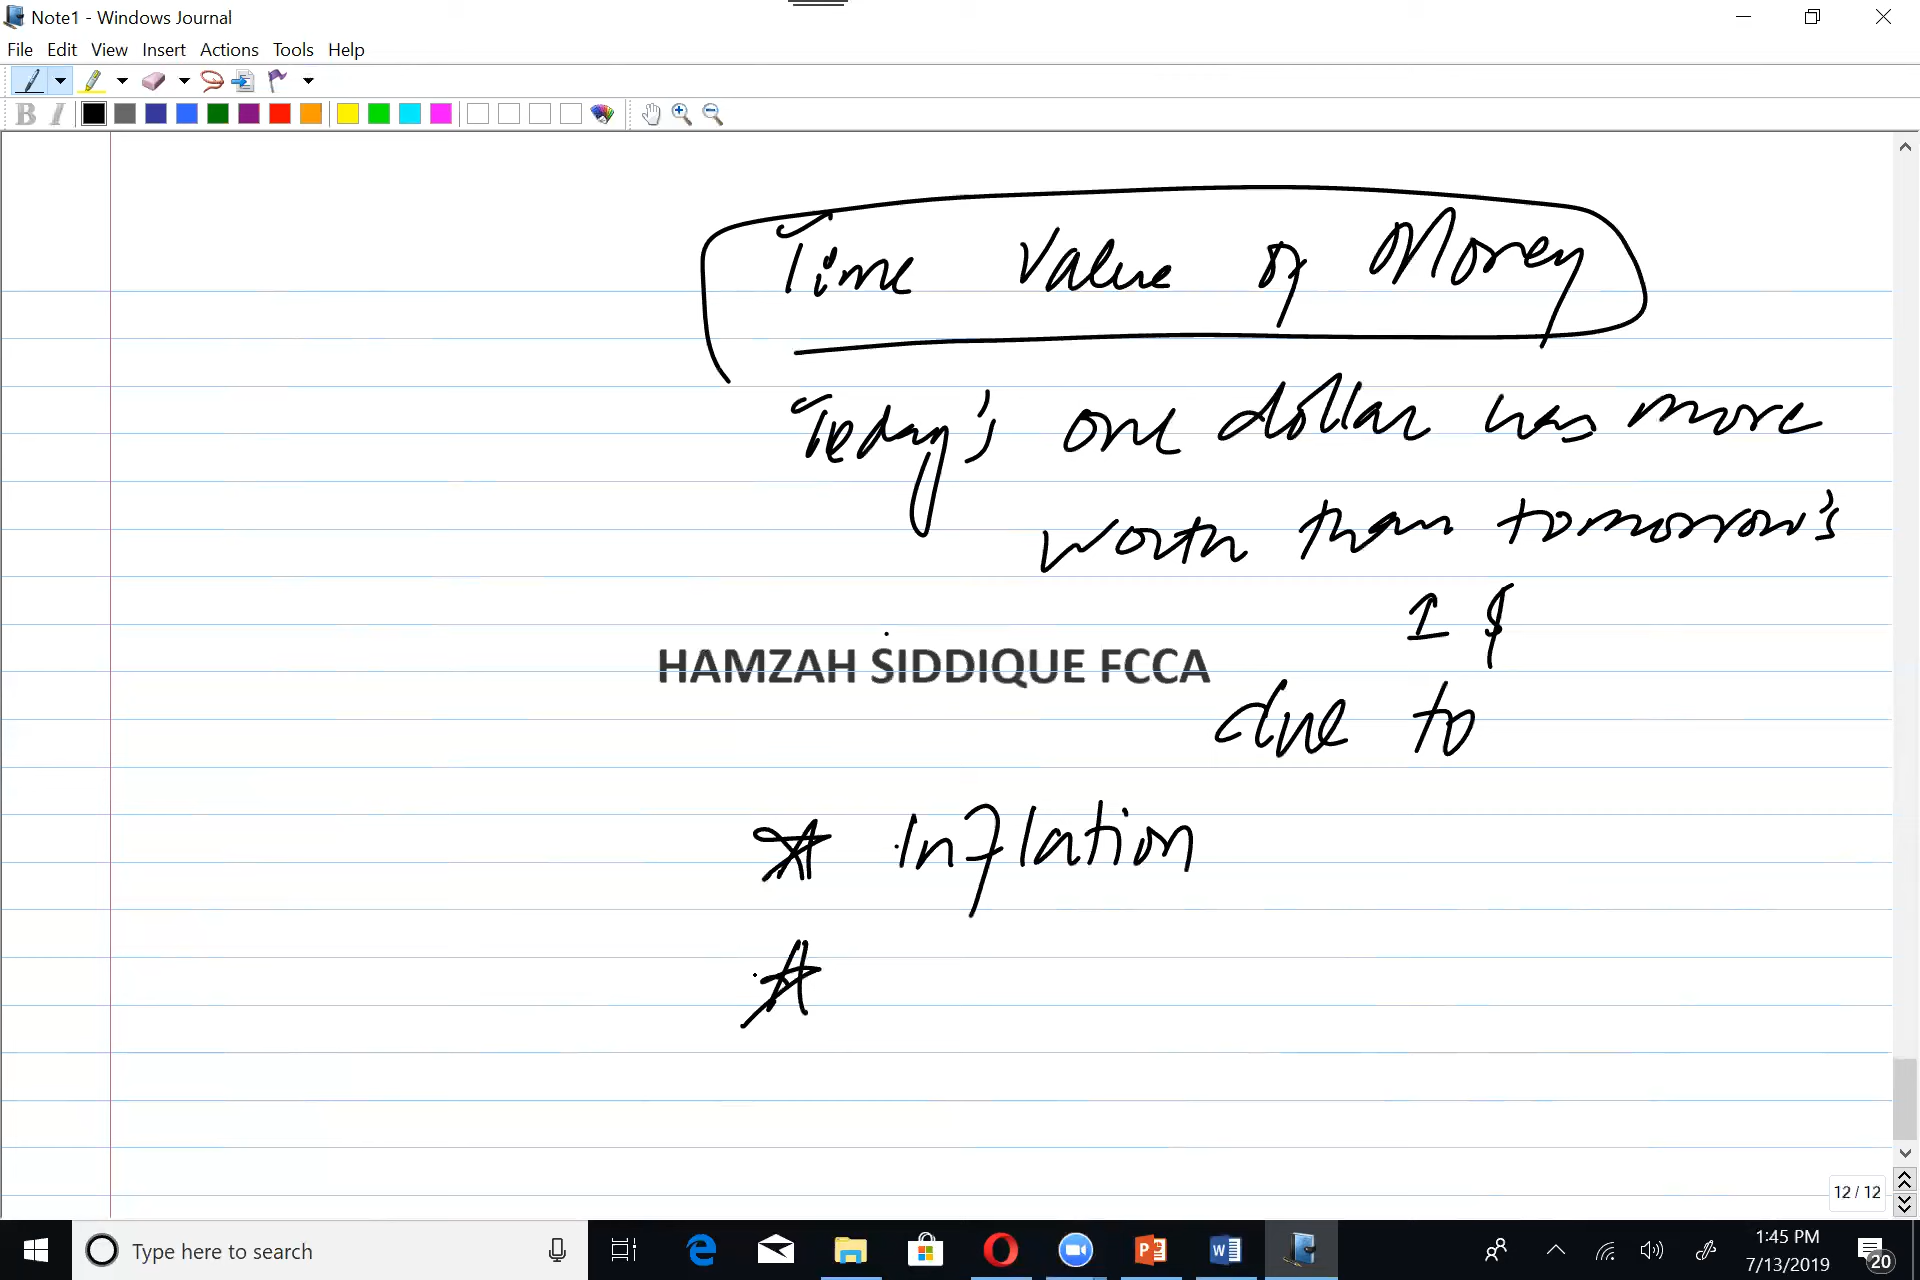 Note1 - Windows Journal
File Edit View Insert Actions Tools Help
B I
Time Value of Money
Today's one dollar has more
worth than tomorrow's
1 $
HAMZAH SIDDIQUE FCCA
due to
Inflation
12 / 12
Type here to search
1:45 PM
7/13/2019
20